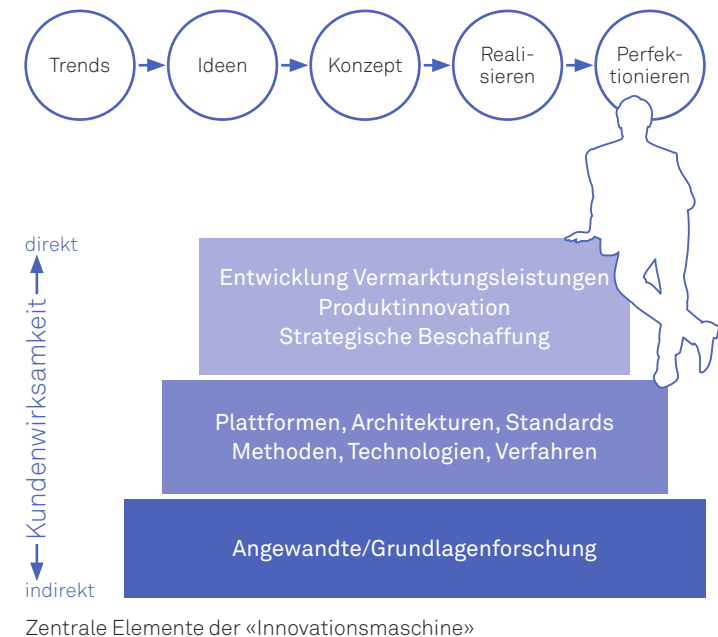 Trends
Ideen
Konzept
Reali-
sieren
Perfek-
tionieren
direkt
Kundenwirksamkeit
indirekt
Entwicklung Vermarktungsleistungen
Produktinnovation
Strategische Beschaffung
Plattformen, Architekturen, Standards
Methoden, Technologien, Verfahren
Angewandte/Grundlagenforschung
Zentrale Elemente der «Innovationsmaschine»